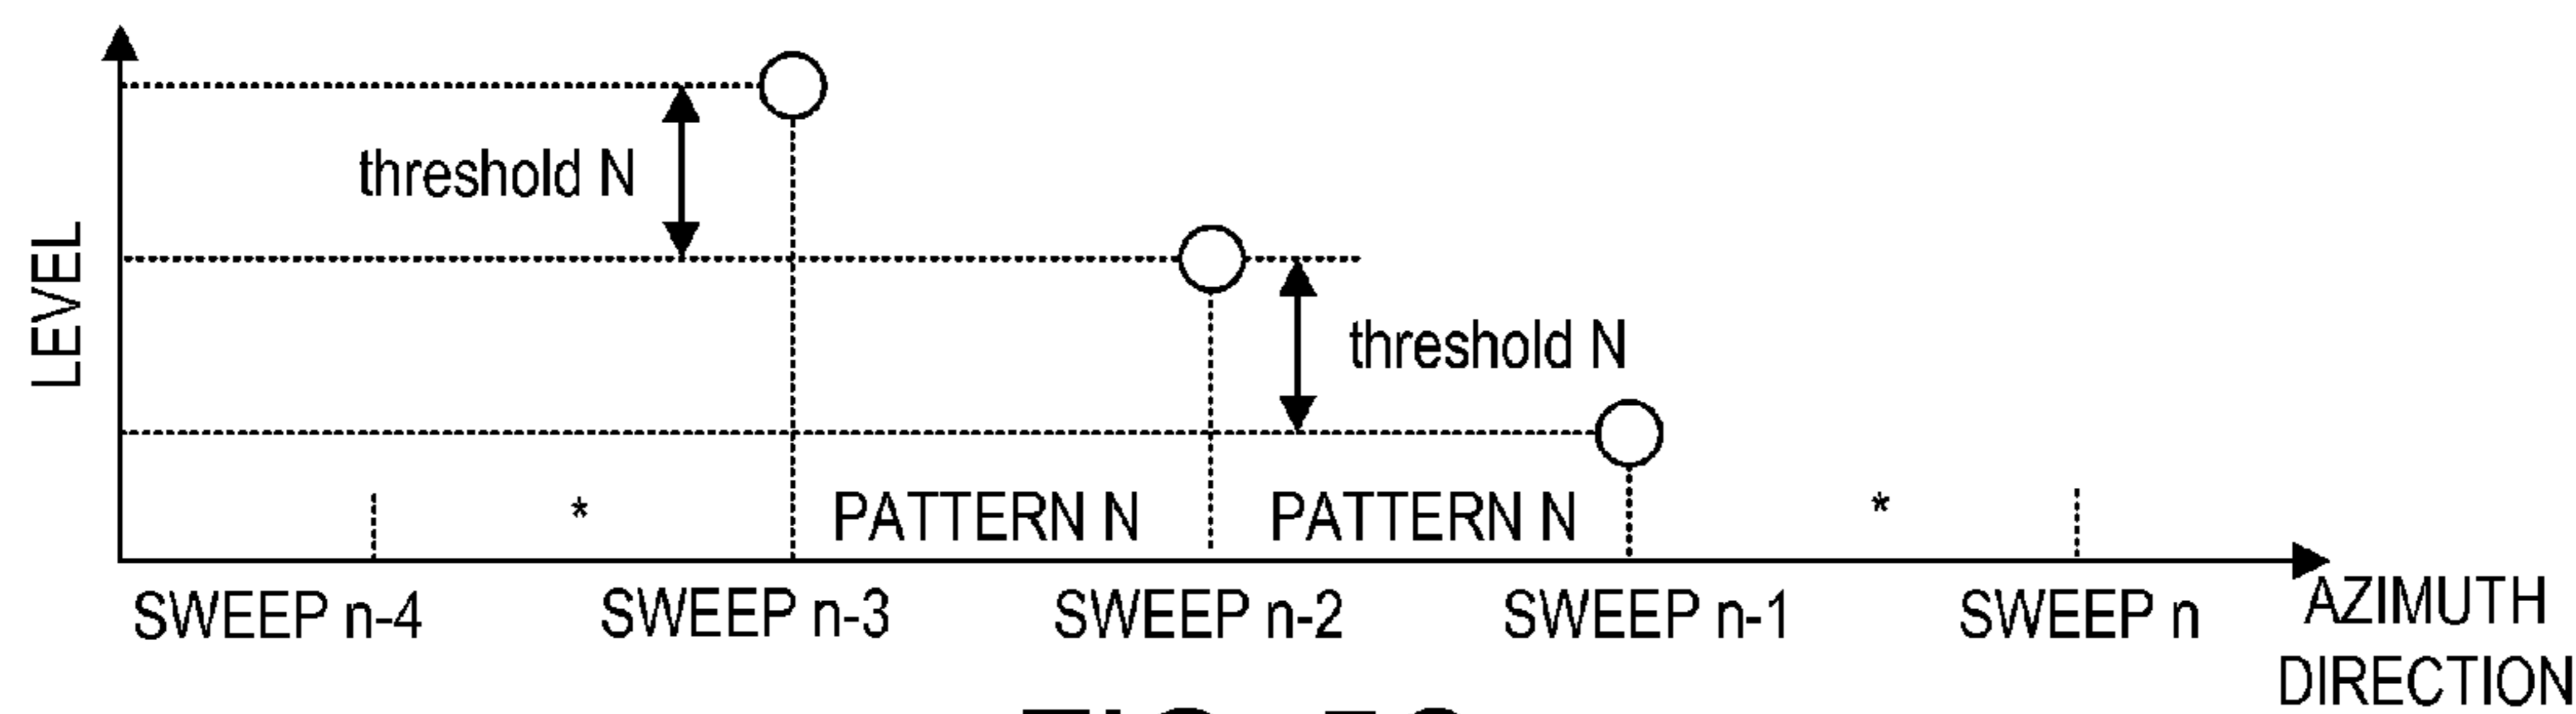 threshold N
threshold N
LEVEL
*
PATTERN N
PATTERN N
*
SWEEP n-4
SWEEP n-3
SWEEP n-2
SWEEP n-1
SWEEP n
AZIMUTH
DIRECTION